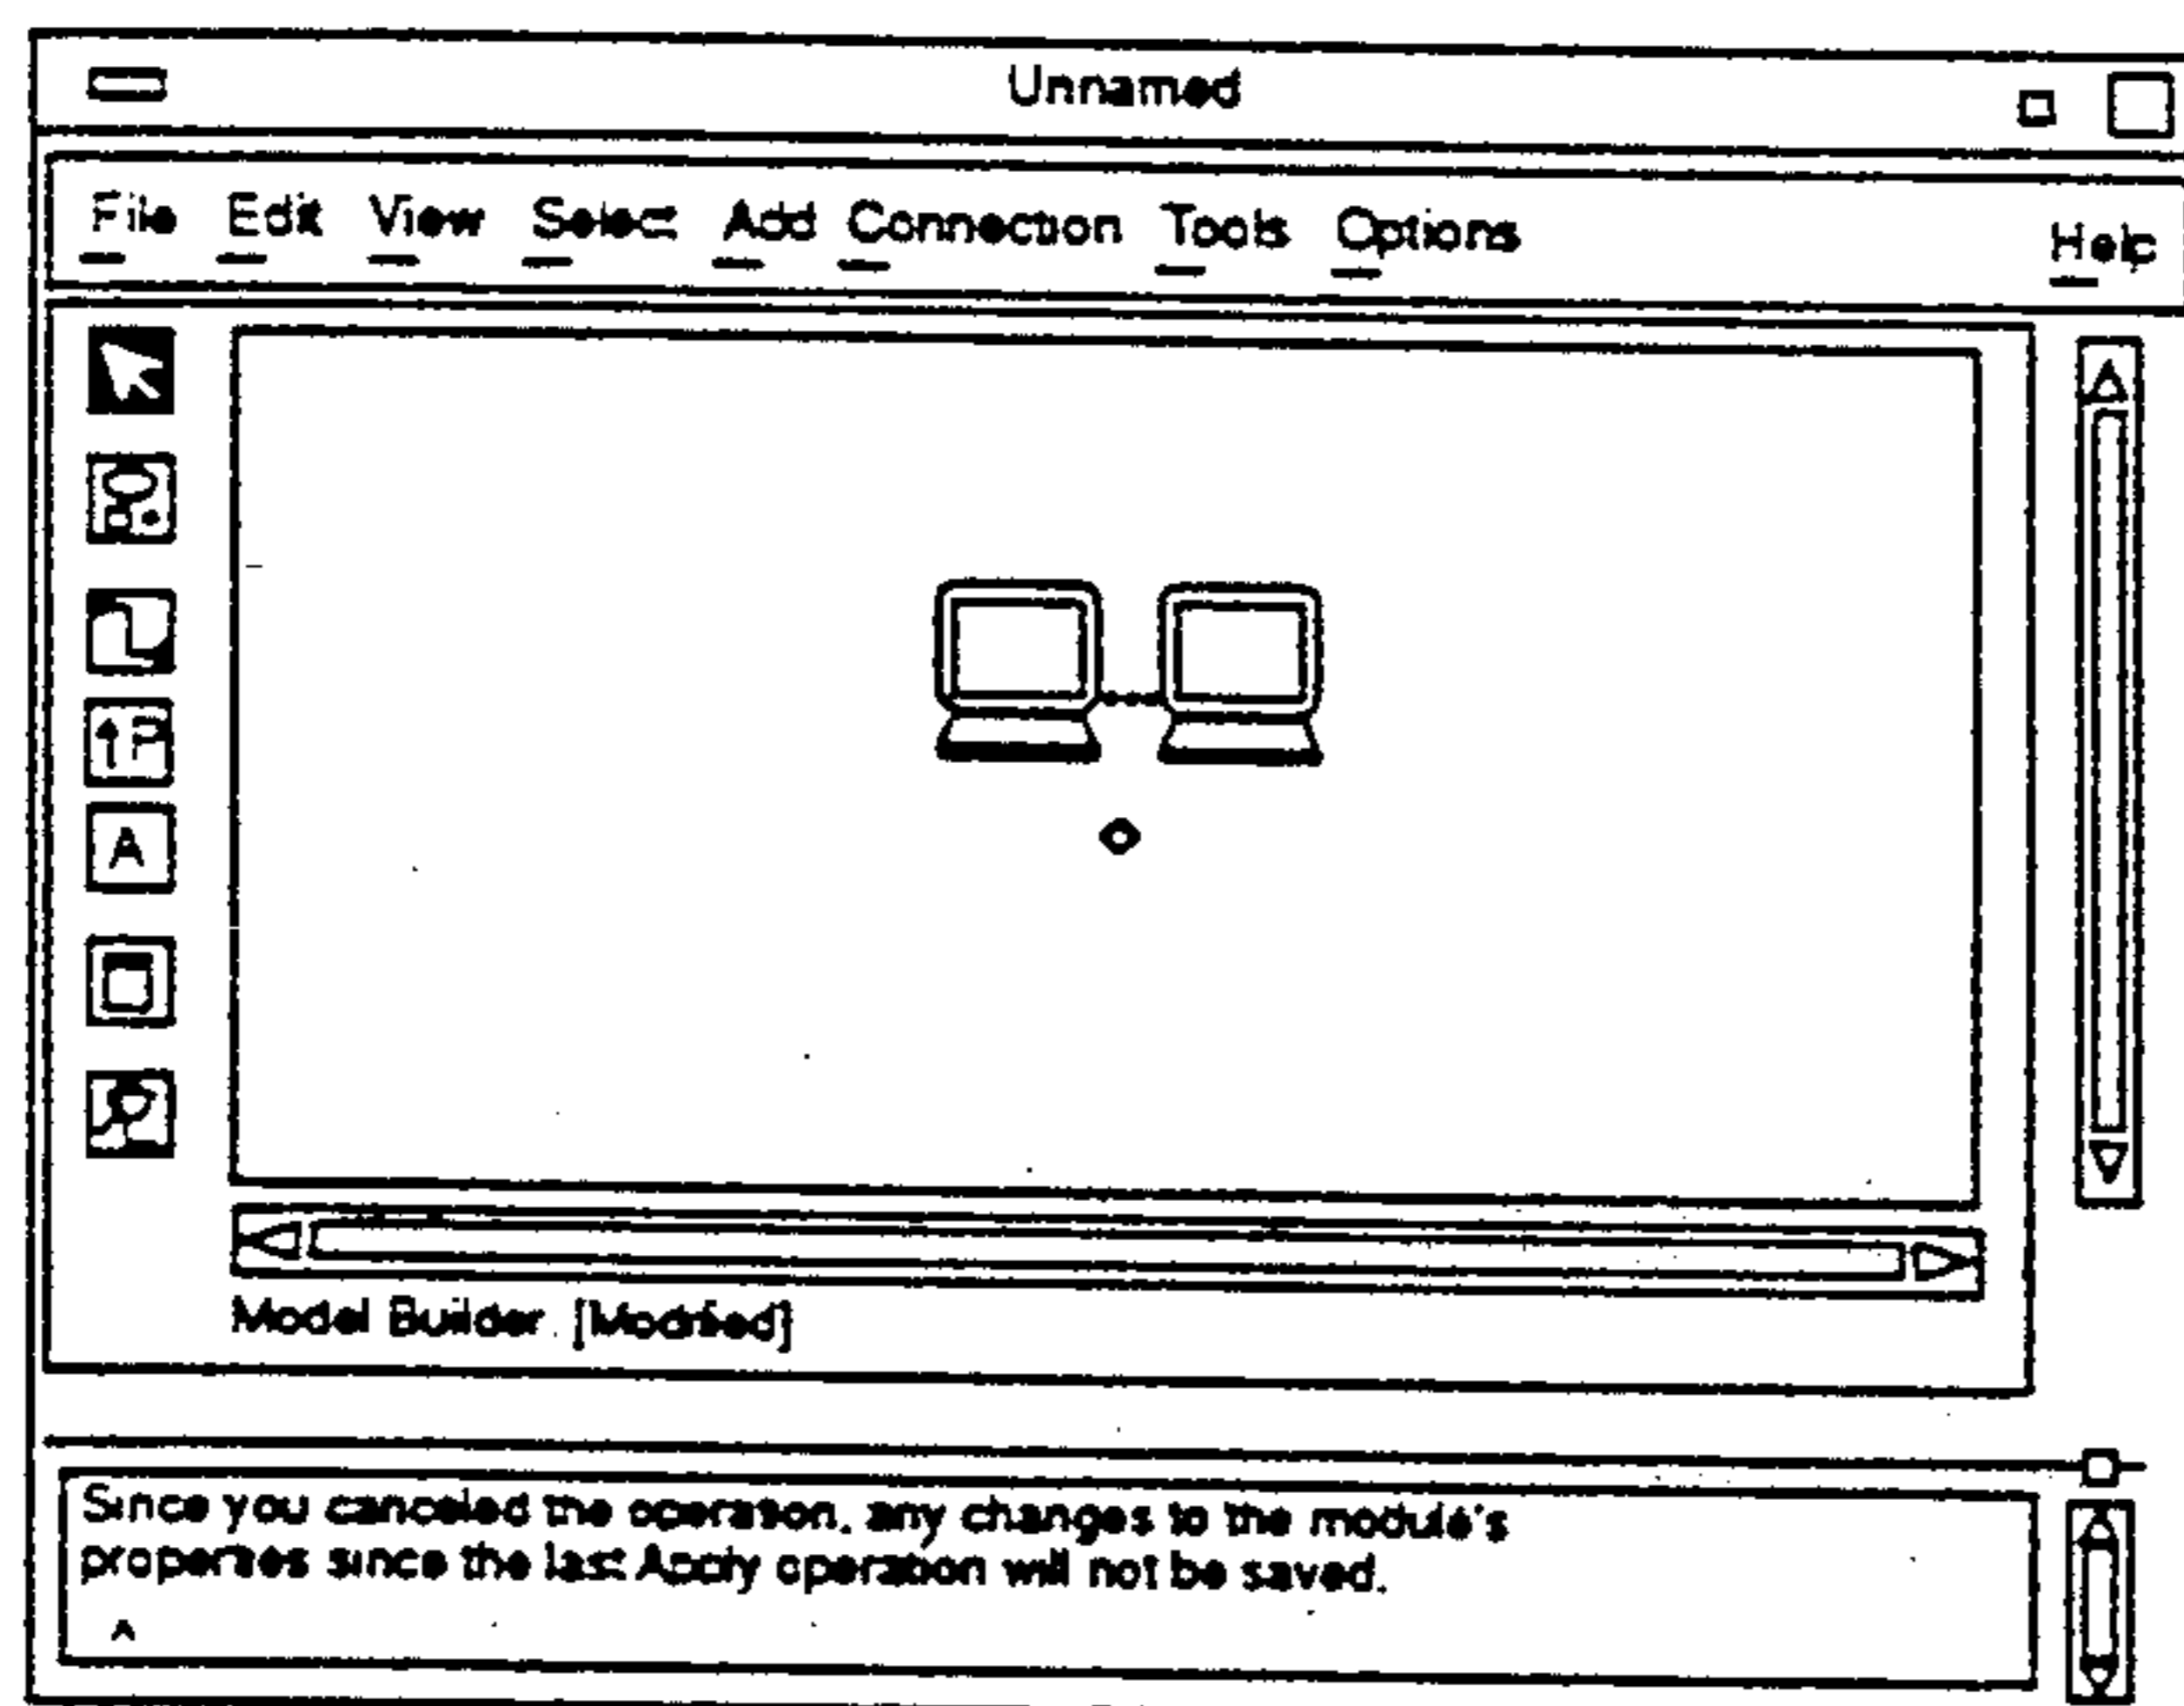 Unnamed
File Edit View Select Add Connection Tools Options Help
P
A
Model Builder [Modified]
Since you canceled the operation, any changes to the module's
properties since the last Apply operation will not be saved.
^